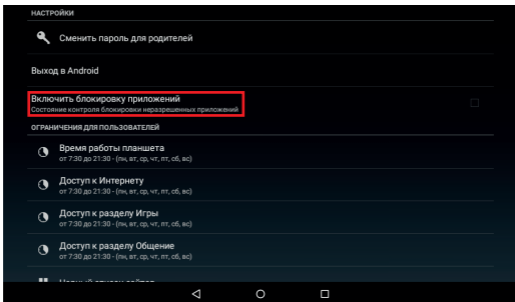 НАСТРОЙКИ
Сменить пароль для родителей
Выход в Android
Включить блокировку приложений
Состояние контроля блокировки неразрешенных приложений
ОГРАНИЧЕНИЯ ДЛЯ ПОЛЬЗОВАТЕЛЕЙ
Время работы планшета
от 7:30 до 21:30 - (пн, вт, ср, чт, пт, сб, вс)
Доступ к Интернету
от 7:30 до 21:30 - (пн, вт, ср, чт, пт, сб, вс)
Доступ к разделу Игры
от 7:30 до 21:30 - (пн, вт, ср, чт, пт, сб, вс)
Доступ к разделу Общение
от 7:30 до 21:30 - (пн, вт, ср, чт, пт, сб, вс)